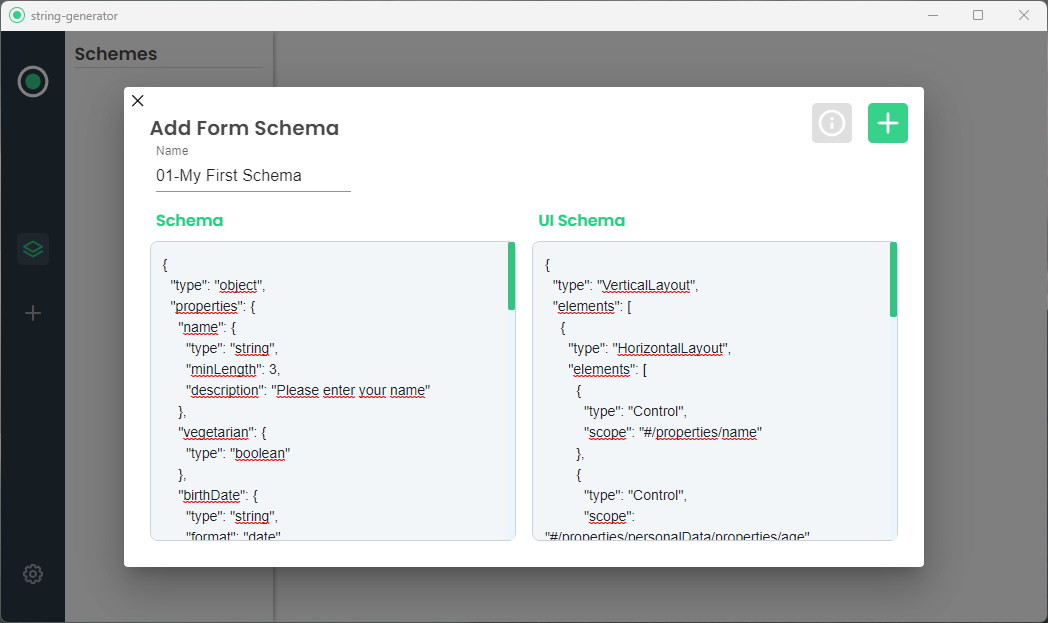 string-generator
Schemes
Add Form Schema
Name
01-My First Schema
Schema
{
"type": "object",
"properties": {
"name": {
"type": "string",
"minLength": 3,
"description": "Please enter your name"
},
"vegetarian": {
"type": "boolean"
},
"birthDate": {
"type": "string",
"format": "date"
UI Schema
{
"type": "VerticalLayout",
"elements": [
{
"type": "HorizontalLayout",
"elements": [
{
"type": "Control",
"scope": "#/properties/name"
},
{
"type": "Control",
"scope":
"#/properties/personalData/properties/age"